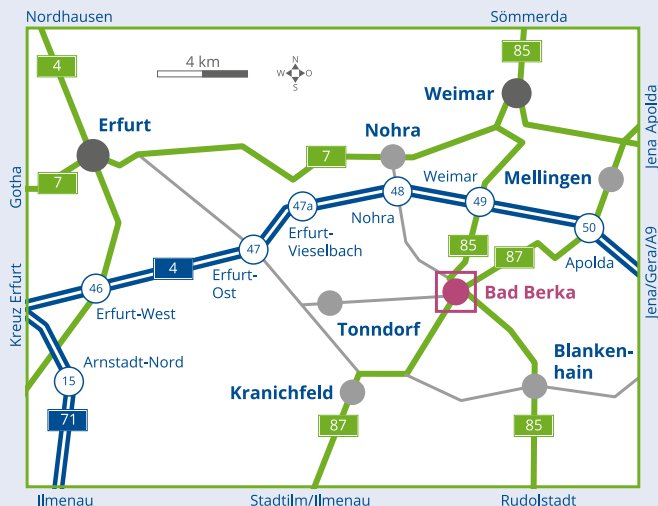 Nordhausen
Sömmerda
4
4 km
N
W O
S
85
Weimar
Erfurt
Nohra
7
Jena Apolda
Gotha
7
Weimar
Mellingen
47a
48
49
Nohra
50
Erfurt-
Vieselbach
85
87
47
4
Erfurt-
Ost
Apolda
Jena/Gera/A9
Kreuz Erfurt
46
Erfurt-West
Bad Berka
Tonndorf
Arnstadt-Nord
15
Blanken-
hain
Kranichfeld
71
87
85
Ilmenau
Stadtilm/Ilmenau
Rudolstadt